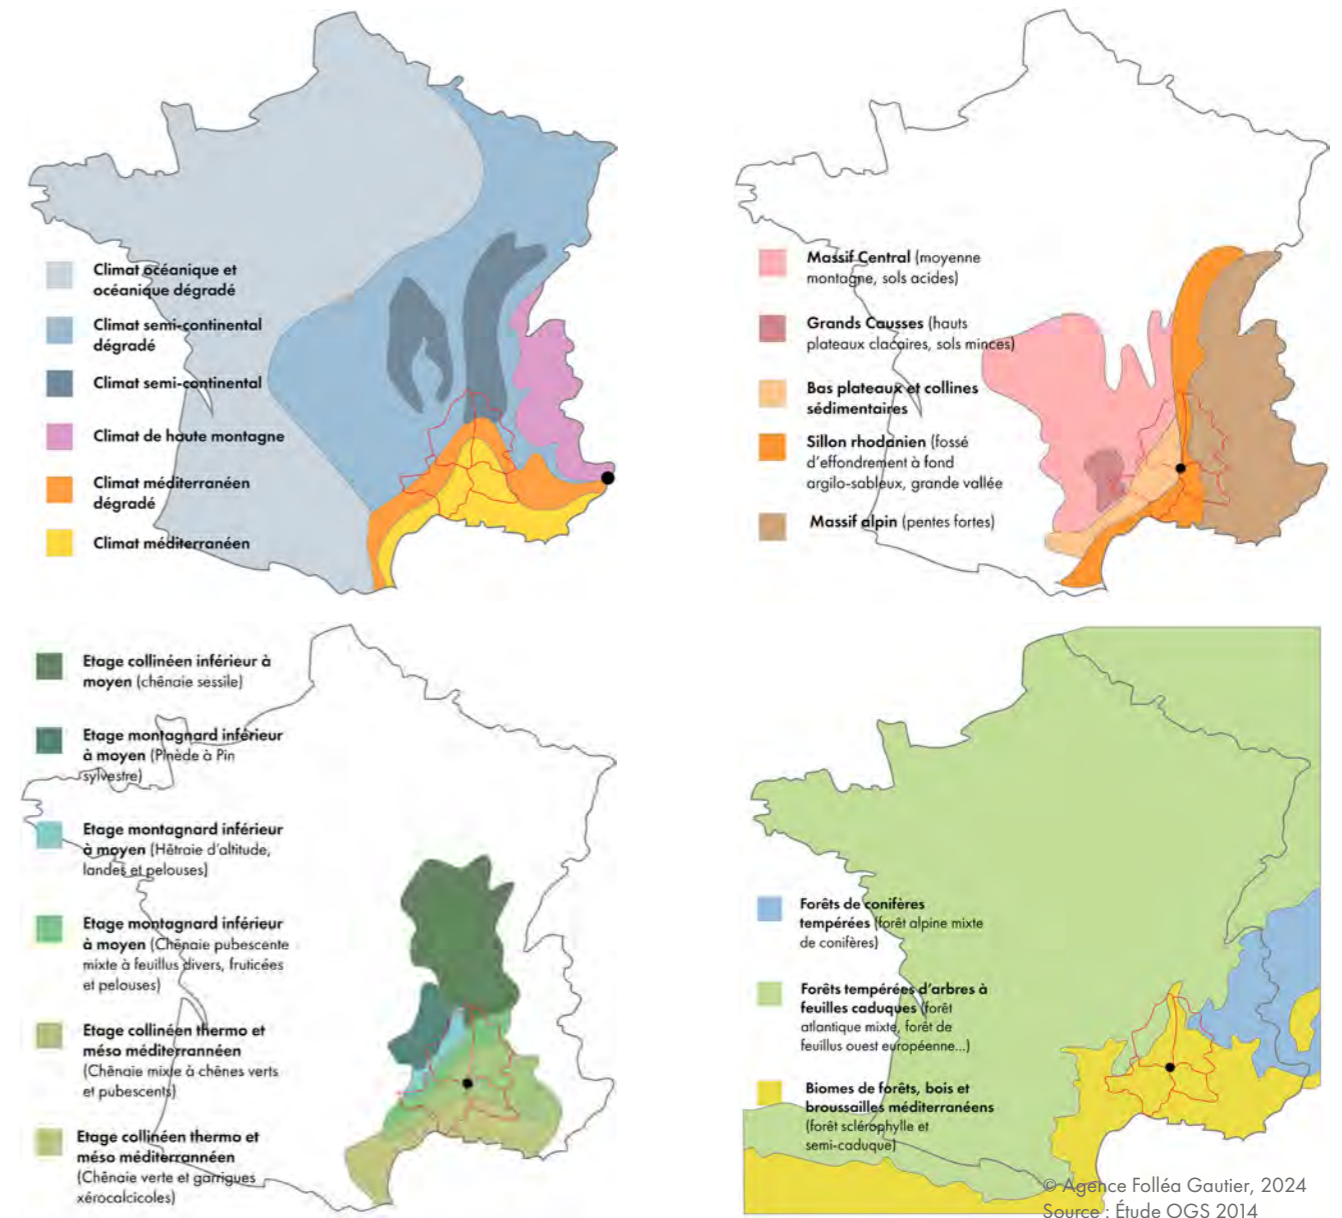 Climat océanique et
océanique dégradé
Climat semi-continental
dégradé
Climat semi-continental
Climat de haute montagne
Climat méditerranéen
dégradé
Climat méditerranéen
Massif Central (moyenne
montagne, sols acides)
Grands Causses (hauts
plateaux clacaires, sols minces)
Bas plateaux et collines
sédimentaires
Sillon rhodanien (fossé
d'effondrement à fond
argilo-sableux, grande vallée
Massif alpin (pentes fortes)
Etage collinéen inférieur à
moyen (chênaie sessile)
Etage montagnard inférieur
à moyen (Pinède à Pin
sylvestre)
Etage montagnard inférieur
à moyen (Hêtraie d'altitude,
landes et pelouses)
Etage montagnard inférieur
à moyen (Chênaie pubescente
mixte à feuillus divers, fruticées
et pelouses)
Etage collinéen thermo et
méso méditerrannéen
(Chênaie mixte à chênes verts
et pubescents)
Etage collinéen thermo et
méso méditerrannéen
(Chênaie verte et garrigues
xérocalcicoles)
Forêts de conifères
tempérées (forêt alpine mixte
de conifères)
Forêts tempérées d'arbres à
feuilles caduques (forêt
atlantique mixte, forêt de
feuillus ouest européenne...)
Biomes de forêts, bois et
broussailles méditerranéens
(forêt sclérophylle et
semi-caduque)
© Agence Folléa Gautier, 2024
Source : Étude OGS 2014